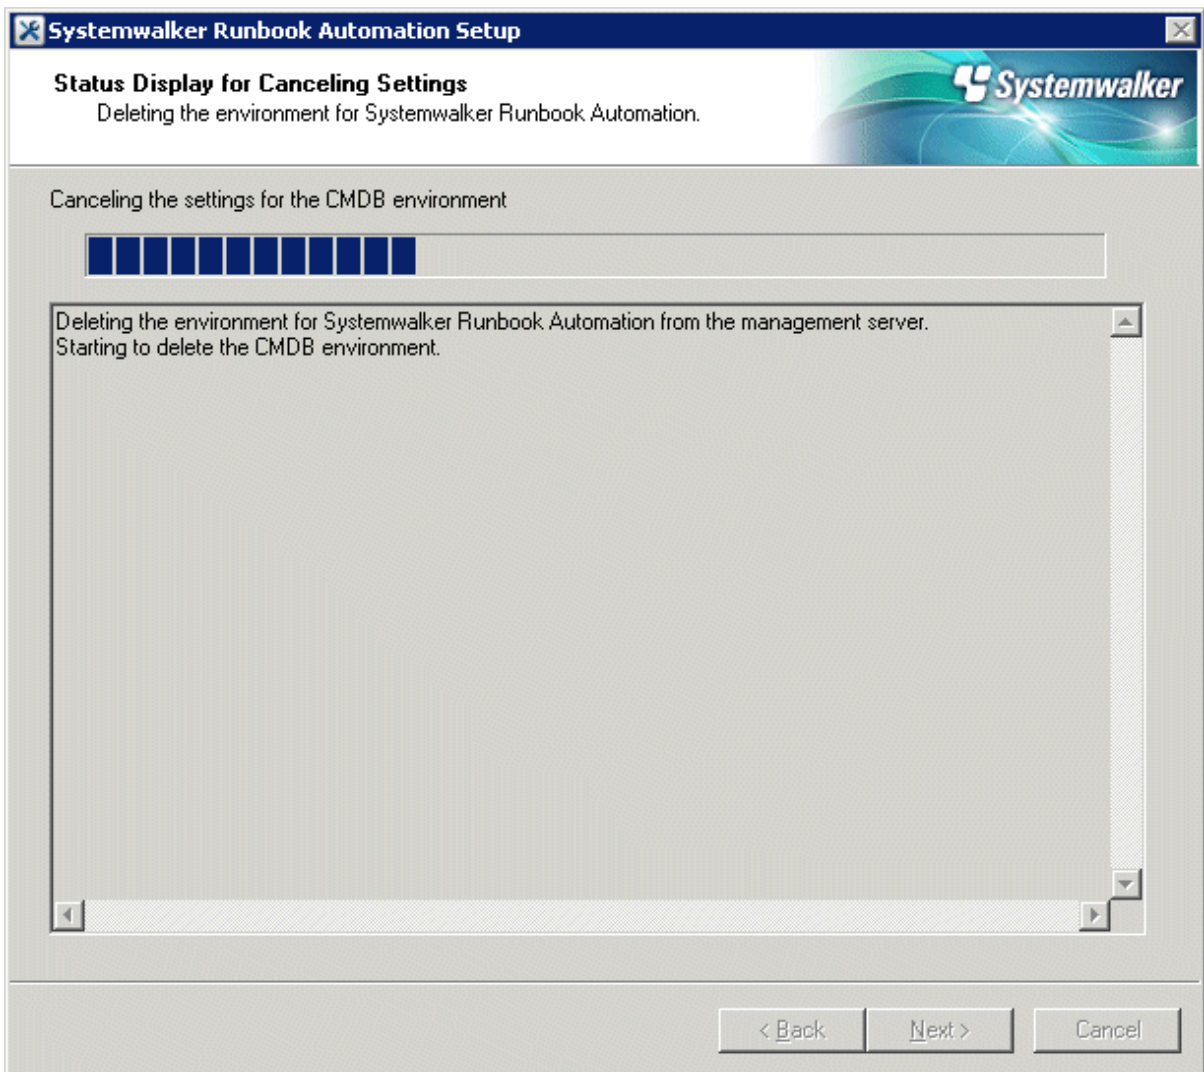 Systemwalker Runbook Automation Setup
Status Display for Canceling Settings
Deleting the environment for Systemwalker Runbook Automation.
Systemwalker
Canceling the settings for the CMDB environment
Deleting the environment for Systemwalker Runbook Automation from the management server.
Starting to delete the CMDB environment.
< Back
Next >
Cancel